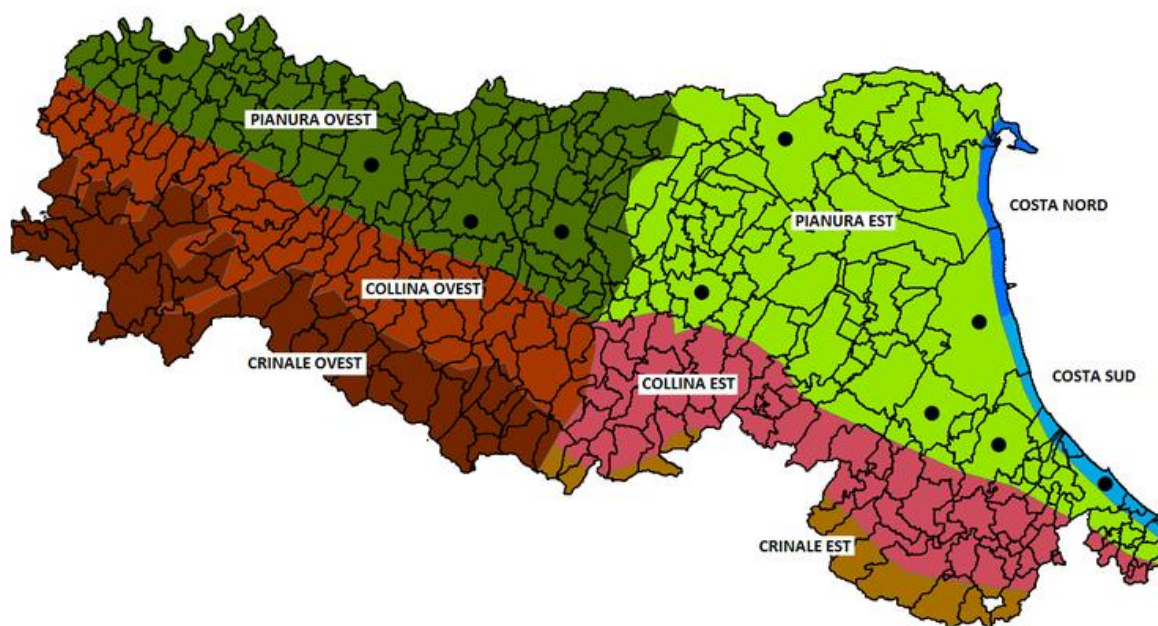 PIANURA OVEST
COSTA NORD
PIANURA EST
COLLINA OVEST
CRINALE OVEST
COLLINA EST
COSTA SUD
CRINALE EST